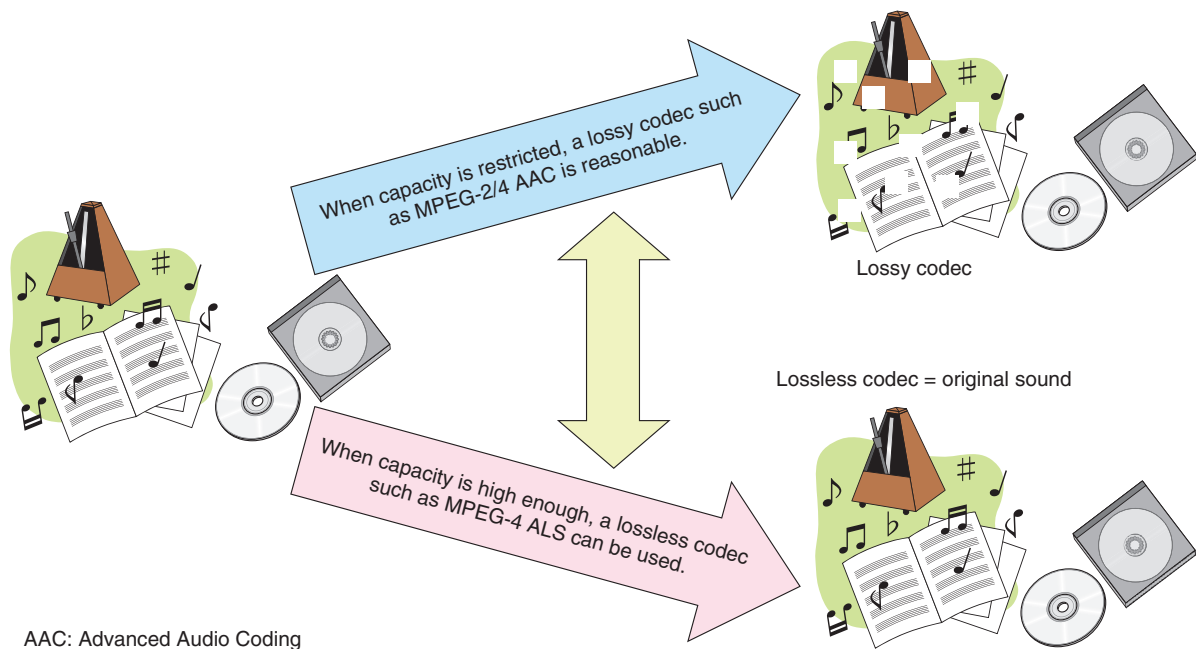 When capacity is restricted, a lossy codec such
as MPEG-2/4 AAC is reasonable.
Lossy codec
Lossless codec = original sound
When capacity is high enough, a lossless codec
such as MPEG-4 ALS can be used.
AAC: Advanced Audio Coding